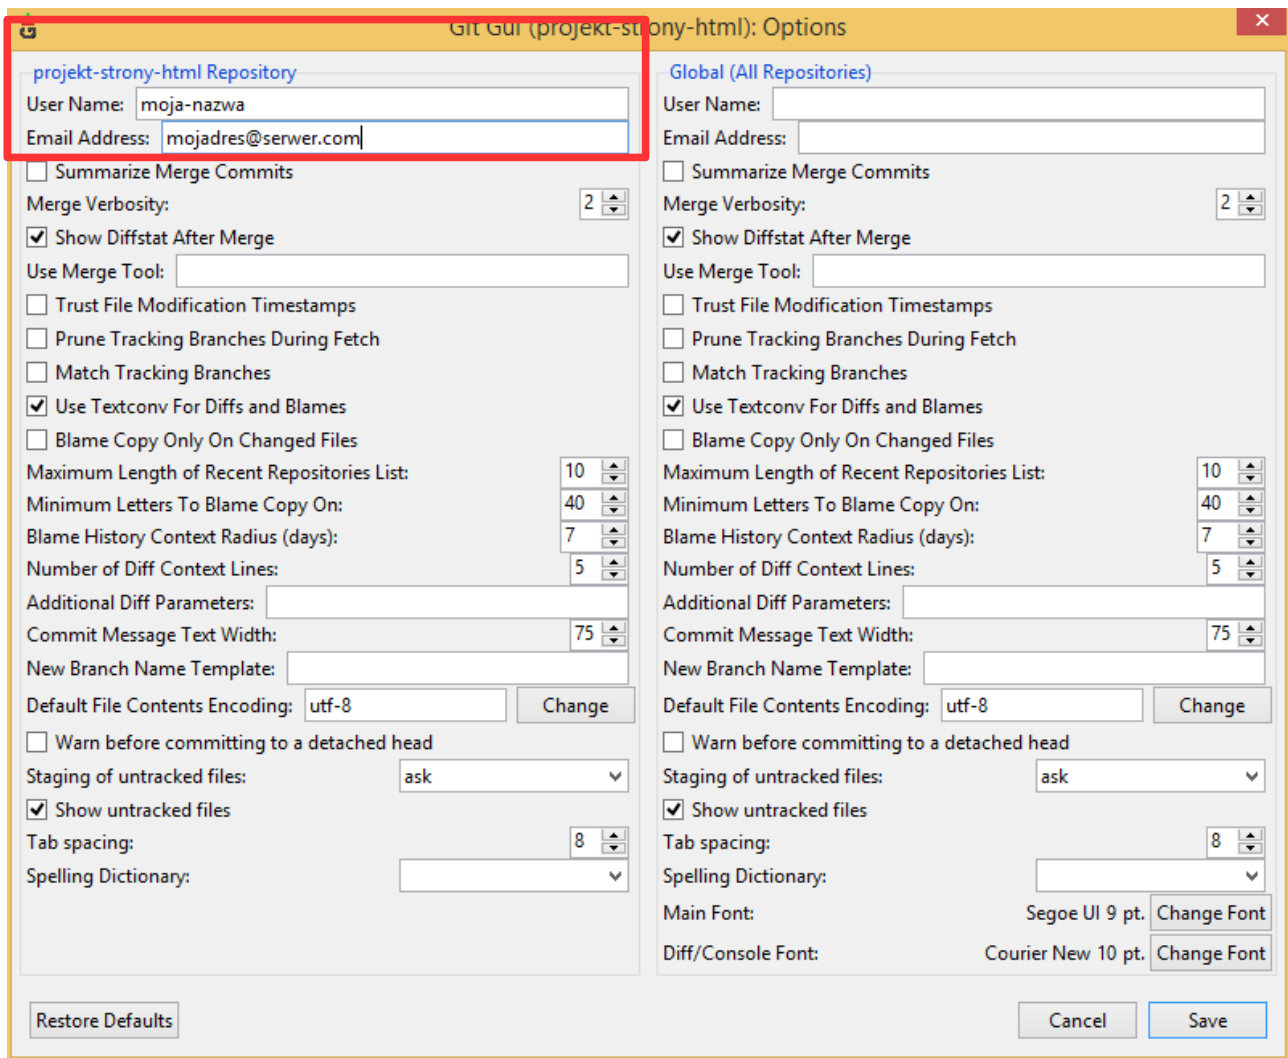 Git Gui (projekt-strony-html): Options
projekt-strony-html Repository
User Name: moja-nazwa
Email Address: mojadres@serwer.com
Summarize Merge Commits
Merge Verbosity: 2
Show Diffstat After Merge
Use Merge Tool:
Trust File Modification Timestamps
Prune Tracking Branches During Fetch
Match Tracking Branches
Use Textconv For Diffs and Blames
Blame Copy Only On Changed Files
Maximum Length of Recent Repositories List: 10
Minimum Letters To Blame Copy On: 40
Blame History Context Radius (days): 7
Number of Diff Context Lines: 5
Additional Diff Parameters:
Commit Message Text Width: 75
New Branch Name Template:
Default File Contents Encoding: utf-8 Change
Warn before committing to a detached head
Staging of untracked files: ask
Show untracked files
Tab spacing: 8
Spelling Dictionary:
Global (All Repositories)
User Name:
Email Address:
Summarize Merge Commits
Merge Verbosity: 2
Show Diffstat After Merge
Use Merge Tool:
Trust File Modification Timestamps
Prune Tracking Branches During Fetch
Match Tracking Branches
Use Textconv For Diffs and Blames
Blame Copy Only On Changed Files
Maximum Length of Recent Repositories List: 10
Minimum Letters To Blame Copy On: 40
Blame History Context Radius (days): 7
Number of Diff Context Lines: 5
Additional Diff Parameters:
Commit Message Text Width: 75
New Branch Name Template:
Default File Contents Encoding: utf-8 Change
Warn before committing to a detached head
Staging of untracked files: ask
Show untracked files
Tab spacing: 8
Spelling Dictionary:
Main Font: Segoe UI 9 pt. Change Font
Diff/Console Font: Courier New 10 pt. Change Font
Restore Defaults Cancel Save